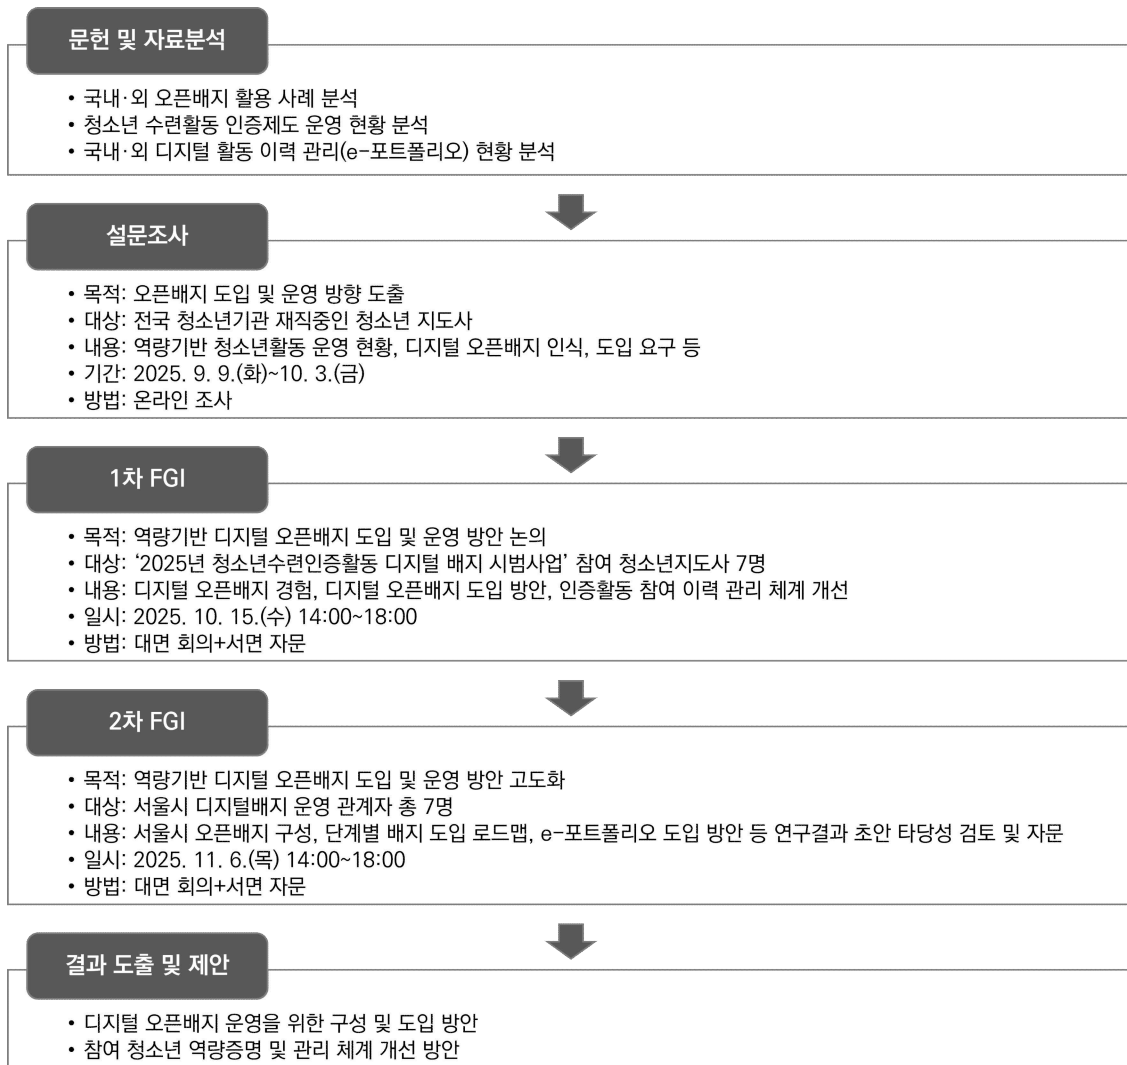 문헌 및 자료분석
• 국내·외 오픈배지 활용 사례 분석
• 청소년 수련활동 인증제도 운영 현황 분석
• 국내·외 디지털 활동 이력 관리(e-포트폴리오) 현황 분석
설문조사
• 목적: 오픈배지 도입 및 운영 방향 도출
• 대상: 전국 청소년기관 재직중인 청소년 지도사
• 내용: 역량기반 청소년활동 운영 현황, 디지털 오픈배지 인식, 도입 요구 등
• 기간: 2025. 9. 9.(화)~10. 3.(금)
• 방법: 온라인 조사
1차 FGI
• 목적: 역량기반 디지털 오픈배지 도입 및 운영 방안 논의
• 대상: ‘2025년 청소년수련인증활동 디지털 배지 시범사업’ 참여 청소년지도사 7명
• 내용: 디지털 오픈배지 경험, 디지털 오픈배지 도입 방안, 인증활동 참여 이력 관리 체계 개선
• 일시: 2025. 10. 15.(수) 14:00~18:00
• 방법: 대면 회의+서면 자문
2차 FGI
• 목적: 역량기반 디지털 오픈배지 도입 및 운영 방안 고도화
• 대상: 서울시 디지털배지 운영 관계자 총 7명
• 내용: 서울시 오픈배지 구성, 단계별 배지 도입 로드맵, e-포트폴리오 도입 방안 등 연구결과 초안 타당성 검토 및 자문
• 일시: 2025. 11. 6.(목) 14:00~18:00
• 방법: 대면 회의+서면 자문
결과 도출 및 제안
• 디지털 오픈배지 운영을 위한 구성 및 도입 방안
• 참여 청소년 역량증명 및 관리 체계 개선 방안